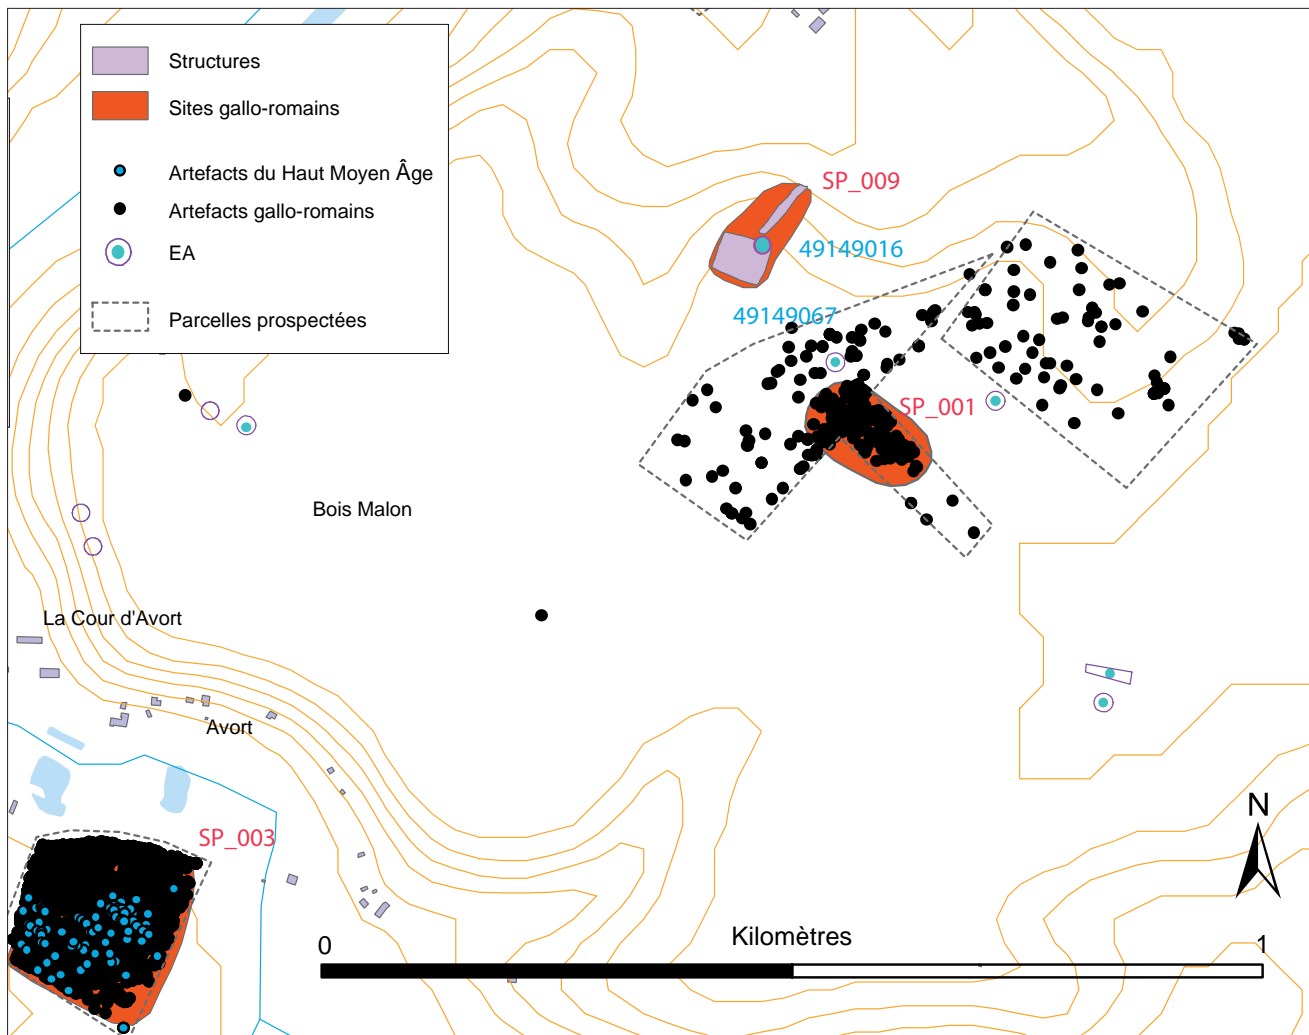 Structures
Sites gallo-romains
Artefacts du Haut Moyen Âge
Artefacts gallo-romains
EA
Parcelles prospectées
SP_009
49149016
49149067
SP_001
Bois Malon
La Cour d'Avort
Avort
SP_003
N
Kilomètres
0
1